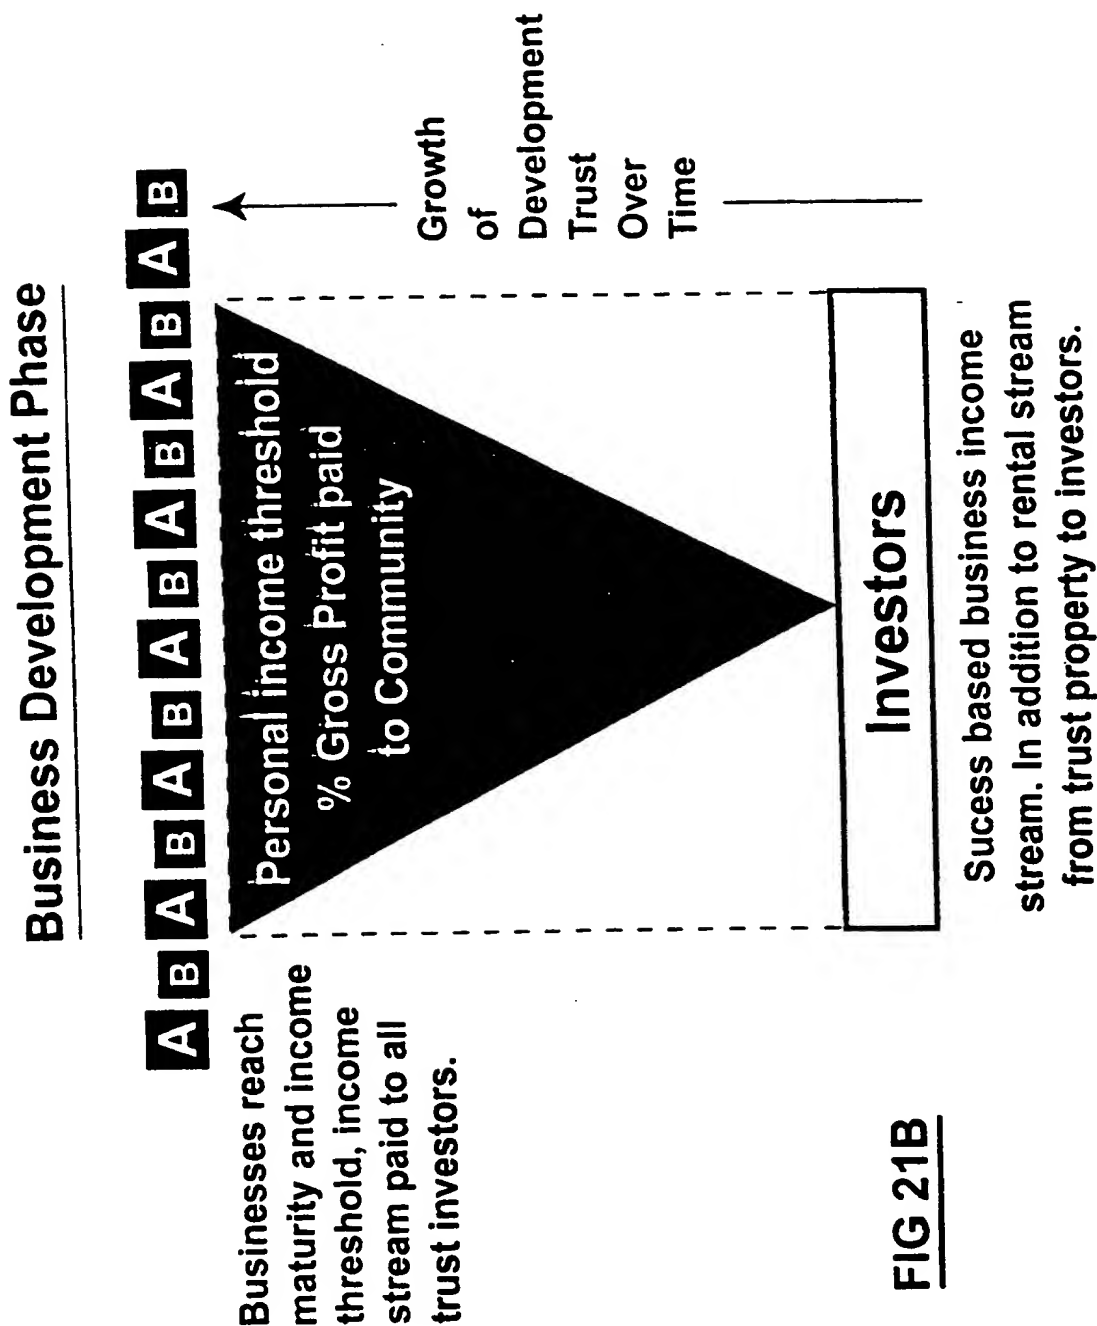 Business Development Phase
A B A B A B A B A B A B A B
Businesses reach
maturity and income
threshold, income
stream paid to all
trust investors.
Personal income threshold
% Gross Profit paid
to Community
Growth
of
Development
Trust
Over
Time
Investors
Sucess based business income
stream. In addition to rental stream
from trust property to investors.
FIG 21B